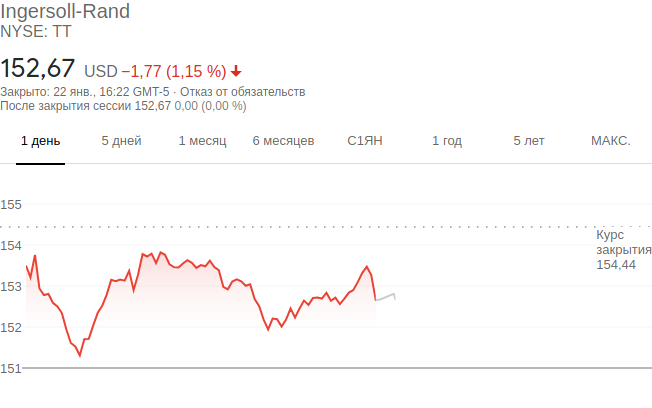 Ingersoll-Rand
NYSE: TT
152,67 USD −1,77 (1,15 %)
Закрыто: 22 янв., 16:22 GMT-5 · Отказ от обязательств
После закрытия сессии 152,67 0,00 (0,00 %)
1 день 5 дней 1 месяц 6 месяцев С1ЯН 1 год 5 лет МАКС.
155
154
153
152
151
Курс
закрытия
154,44